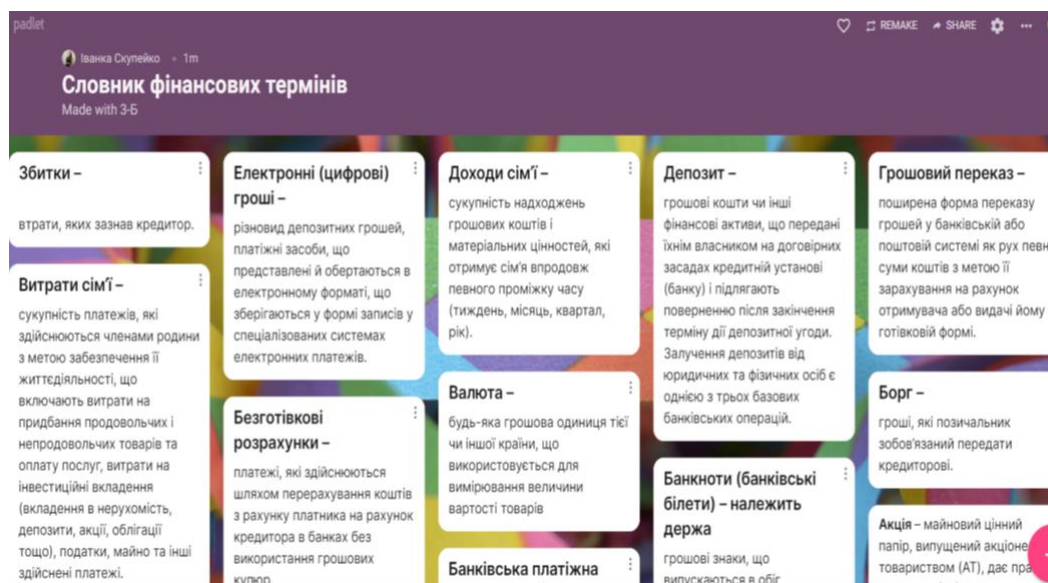 padlet
REMAKE SHARE
Іванка Скупейко • 1m
Словник фінансових термінів
Made with 3-Б
Збитки –
втрати, яких зазнав кредитор.
Витрати сім’ї –
сукупність платежів, які
здійснюються членами родини
з метою забезпечення її
життєдіяльності, що
включають витрати на
придбання продовольчих і
непродовольчих товарів та
оплату послуг, витрати на
інвестиційні вкладення
(вкладення в нерухомість,
депозити, акції, облігації
тощо), податки, майно та інші
здійснені платежі.
Електронні (цифрові)
гроші –
різновид депозитних грошей,
платіжні засоби, що
представлені й обертаються в
електронному форматі, що
зберігаються у формі записів у
спеціалізованих системах
електронних платежів.
Безготівкові
розрахунки –
платежі, які здійснюються
шляхом перерахування коштів
з рахунку платника на рахунок
кредитора в банках без
використання грошових
купюр
Доходи сім’ї –
сукупність надходжень
грошових коштів і
матеріальних цінностей, які
отримує сім’я впродовж
певного проміжку часу
(тиждень, місяць, квартал,
рік).
Валюта –
будь-яка грошова одиниця тієї
чи іншої країни, що
використовується для
вимірювання величини
вартості товарів
Банківська платіжна
Депозит –
грошові кошти чи інші
фінансові активи, що передані
їхнім власником на договірних
засадах кредитній установі
(банку) і підлягають
поверненню після закінчення
терміну дії депозитної угоди.
Залучення депозитів від
юридичних та фізичних осіб є
однією з трьох базових
банківських операцій.
Банкноти (банківські
білети) – належить
держа
грошові знаки, що
випускаються в обіг
Грошовий переказ –
поширена форма переказу
грошей у банківській або
поштовій системі як рух певн
суми коштів з метою її
зарахування на рахунок
отримувача або видачі йому
готівковій формі.
Борг –
гроші, які позичальник
зобов’язаний передати
кредиторові.
Акція – майновий цінний
папір, випущений акціоне
товариством (АТ), дає пра